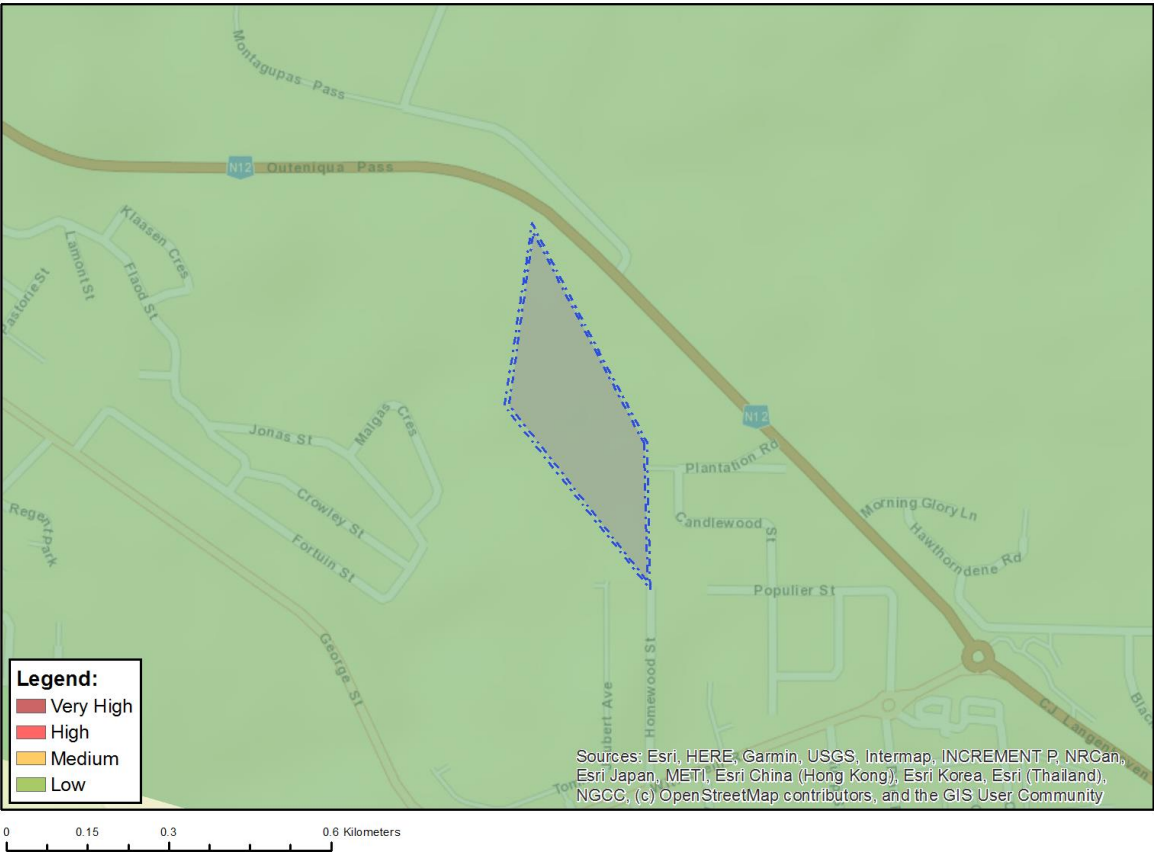 Montagupas Pass
N12
Outeniqua Pass
Klaasen Cres
Lamont St
Flaod St
Pastorie St
N12
Malgas Cres
Jonas St
Plantation Rd
Crowley St
Candlewood St
Morning Glory Ln
Hawthorndene Rd
Regent Park
Fortuin St
Populier St
George St
Homewood St
ubert Ave
CJ Langenhoven
Black
Tom
Legend:
Very High
High
Medium
Low
Sources: Esri, HERE, Garmin, USGS, Intermap, INCREMENT P, NRCan,
Esri Japan, METI, Esri China (Hong Kong), Esri Korea, Esri (Thailand),
NGCC, (c) OpenStreetMap contributors, and the GIS User Community
0 0.15 0.3 0.6 Kilometers